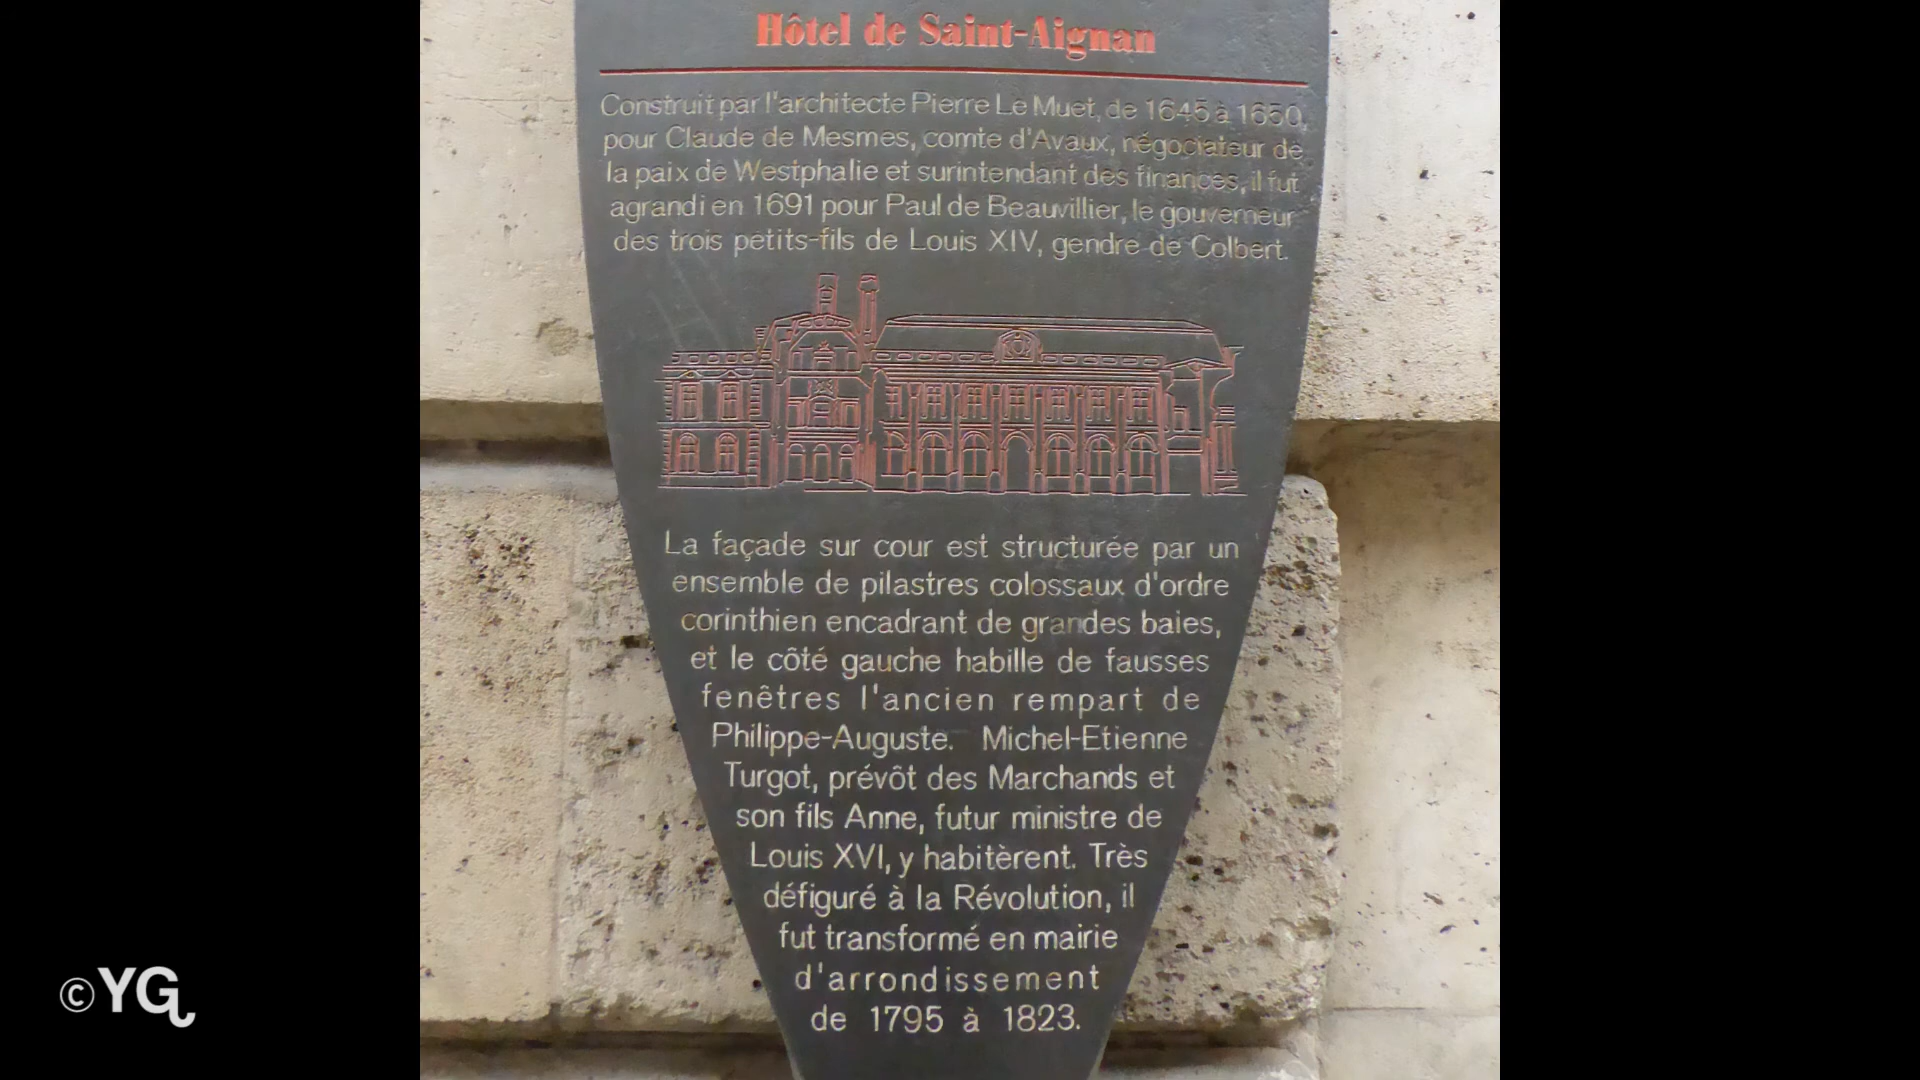 Hôtel de Saint-Aignan
Construit par l'architecte Pierre Le Muet, de 1645 à 1650,
pour Claude de Mesmes, comte d'Avaux, négociateur de
la paix de Westphalie et surintendant des finances, il fut
agrandi en 1691 pour Paul de Beauvillier, le gouverneur
des trois petits-fils de Louis XIV, gendre de Colbert.
La façade sur cour est structurée par un
ensemble de pilastres colossaux d'ordre
corinthien encadrant de grandes baies,
et le côté gauche habille de fausses
fenêtres l'ancien rempart de
Philippe-Auguste. Michel-Etienne
Turgot, prévôt des Marchands et
son fils Anne, futur ministre de
Louis XVI, y habitèrent. Très
défiguré à la Révolution, il
fut transformé en mairie
d'arrondissement
de 1795 à 1823.
©YG